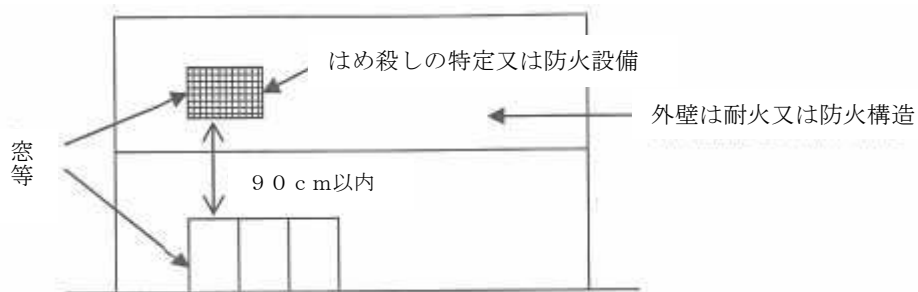 はめ殺しの特定又は防火設備
外壁は耐火又は防火構造
窓等
９０ｃｍ以内